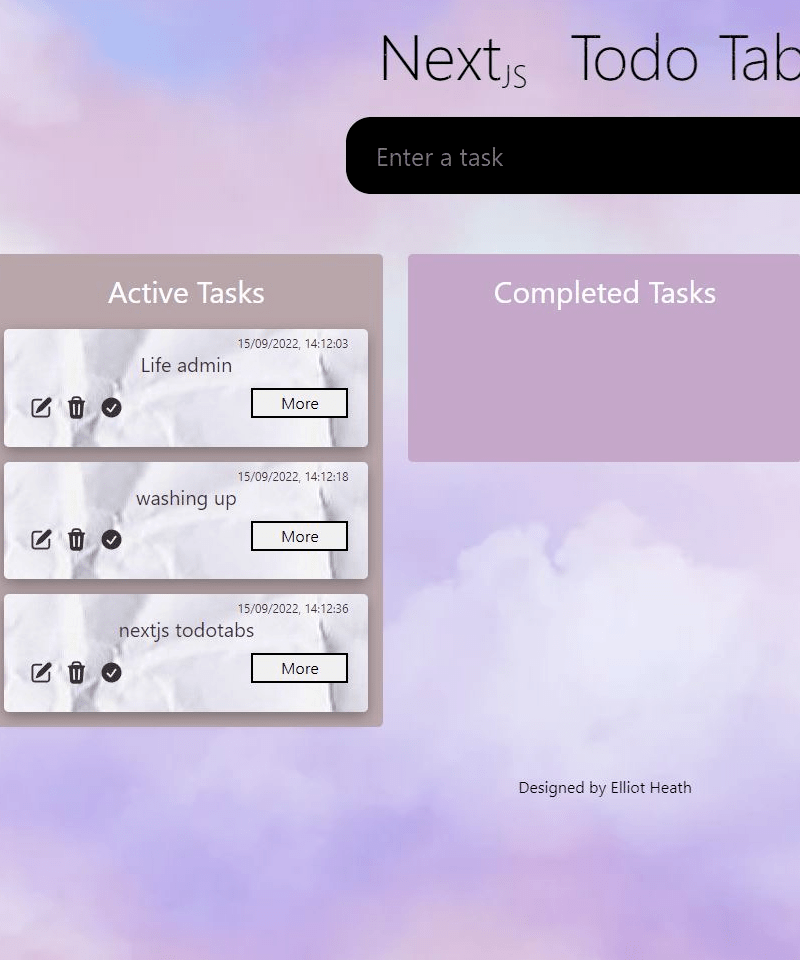 NextJS Todo Tab
Enter a task
Active Tasks
15/09/2022, 14:12:03
Life admin
More
15/09/2022, 14:12:18
washing up
More
15/09/2022, 14:12:36
nextjs todotabs
More
Completed Tasks
Designed by Elliot Heath